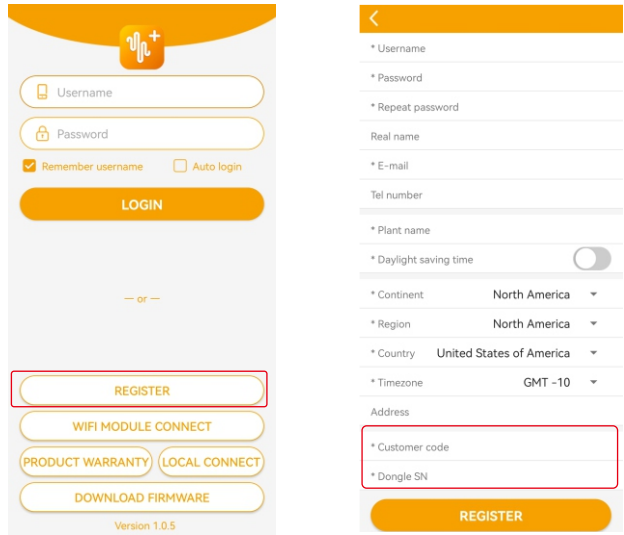 Username
Password
Remember username
Auto login
LOGIN
— or —
REGISTER
WIFI MODULE CONNECT
PRODUCT WARRANTY
LOCAL CONNECT
DOWNLOAD FIRMWARE
Version 1.0.5
* Username
* Password
* Repeat password
Real name
* E-mail
Tel number
* Plant name
* Daylight saving time
* Continent North America
* Region North America
* Country United States of America
* Timezone GMT -10
Address
* Customer code
* Dongle SN
REGISTER